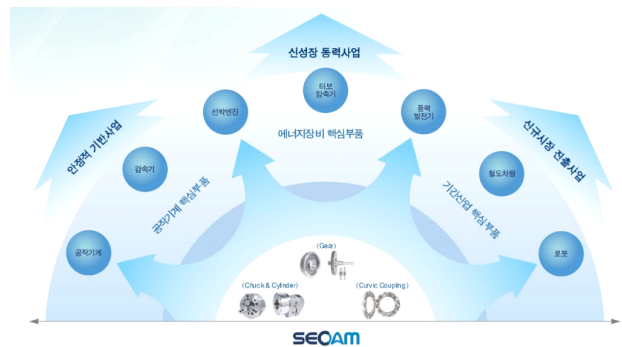 신성장 동력사업
안정적 기반사업
신규시장 진출사업
터보
압축기
선박엔진
풍력
발전기
에너지장비 핵심부품
감속기
철도차량
공작기계 핵심부품
기간산업 핵심부품
공작기계
로봇
(Gear)
(Chuck & Cylinder)
(Curvic Coupling)
SEOAM